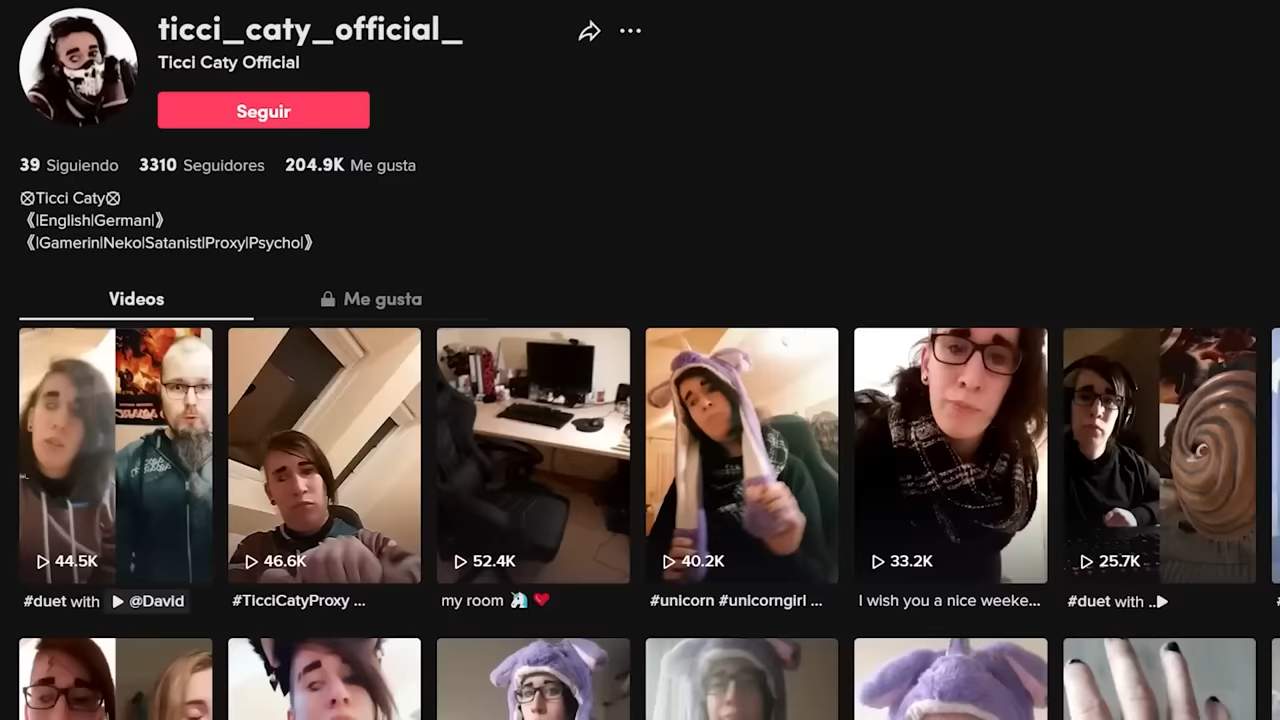 ticci_caty_official_
Ticci Caty Official
Seguir
39 Siguiendo 3310 Seguidores 204.9K Me gusta
⮾Ticci Caty⮾
《|English|German|》
《|Gamerin|Neko|Satanist|Proxy|Psycho|》
Videos Me gusta
44.5K 46.6K 52.4K 40.2K 33.2K 25.7K
#duet with @David #TicciCatyProxy ... my room 🦄❤️ #unicorn #unicorngirl ... I wish you a nice weeke... #duet with ..